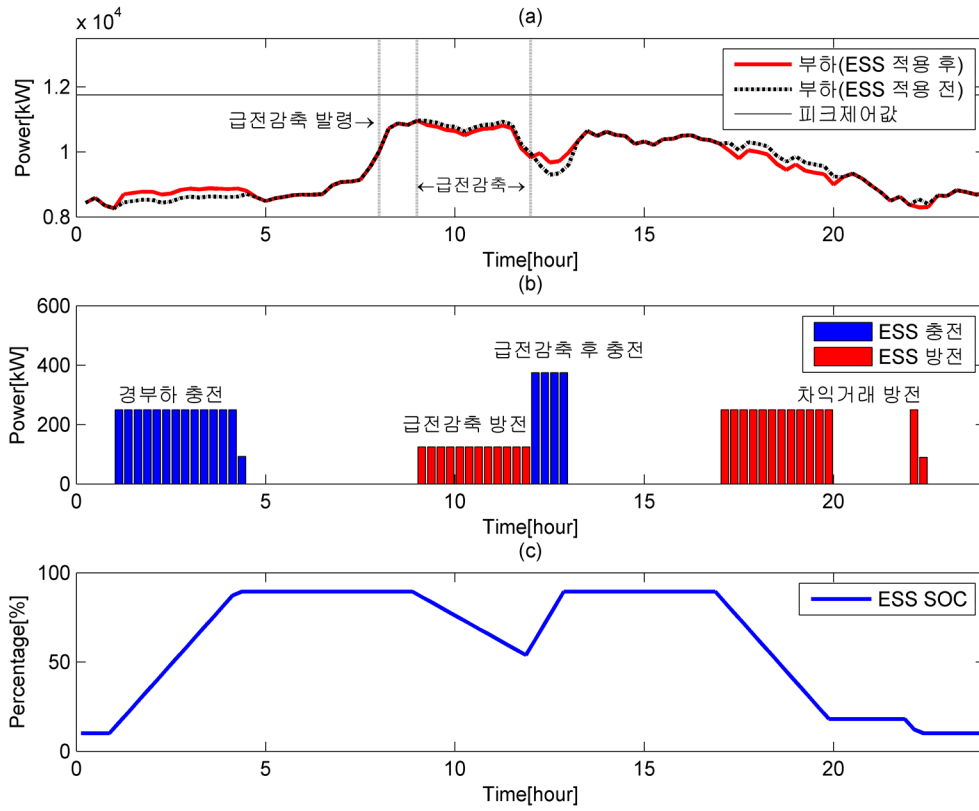 (a)
x 10⁴
Power[kW]
1.2
1.0
0.8
급전감축 발령→
←급전감축→
부하(ESS 적용 후)
부하(ESS 적용 전)
피크제어값
0 5 10 15 20
Time[hour]
(b)
Power[kW]
600
400
200
0
경부하 충전
급전감축 방전
급전감축 후 충전
차익거래 방전
ESS 충전
ESS 방전
0 5 10 15 20
Time[hour]
(c)
Percentage[%]
100
50
0
ESS SOC
0 5 10 15 20
Time[hour]